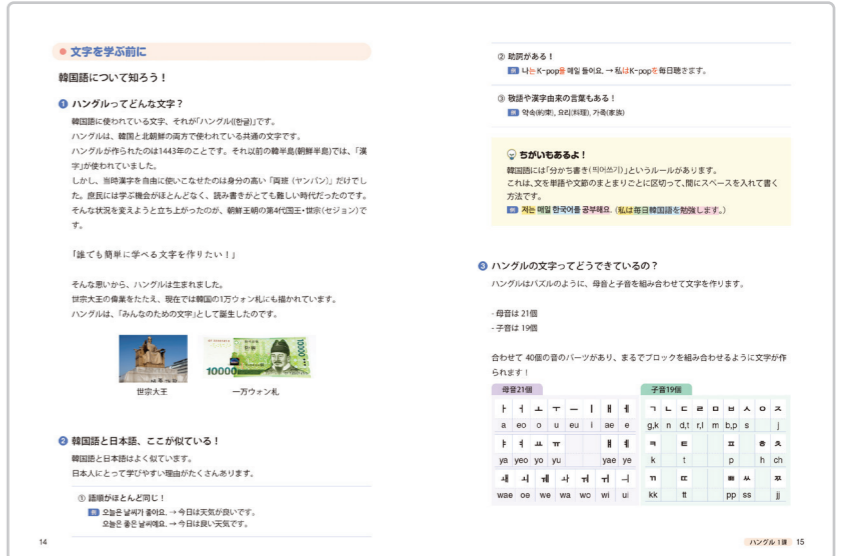 文字を学ぶ前に
韓国語について知ろう！
1 ハングルってどんな文字？
韓国語に使われている文字、それが「ハングル(한글)」です。
ハングルは、韓国と北朝鮮の両方で使われている共通の文字です。
ハングルが作られたのは1443年のことです。それ以前の韓半島(朝鮮半島)では、「漢
字」が使われていました。
しかし、当時漢字を自由に使いこなせたのは身分の高い「両班（ヤンバン）」だけでし
た。庶民には学ぶ機会がほとんどなく、読み書きがとても難しい時代だったのです。
そんな状況を変えようと立ち上がったのが、朝鮮王朝の第4代国王・世宗（セジョン）で
す。
「誰でも簡単に学べる文字を作りたい！」
そんな思いから、ハングルは生まれました。
世宗大王の偉業をたたえ、現在では韓国の1万ウォン札にも描かれています。
ハングルは、「みんなのための文字」として誕生したのです。
10000
10000
世宗大王
一万ウォン札
2 韓国語と日本語、ここが似ている！
韓国語と日本語はよく似ています。
日本人にとって学びやすい理由がたくさんあります。
① 語順がほとんど同じ！
例 오늘은 날씨가 좋아요. → 今日は天気が良いです。
오늘은 좋은 날씨예요. → 今日は良い天気です。
14
② 助詞がある！
例 나는 K-pop을 매일 들어요. → 私はK-popを毎日聴きます。
③ 敬語や漢字由来の言葉もある！
例 약속(約束), 요리(料理), 가족(家族)
ちがいもあるよ！
韓国語には「分かち書き(띄어쓰기)」というルールがあります。
これは、文を単語や文節のまとまりごとに区切って、間にスペースを入れて書く
方法です。
例 저는 매일 한국어를 공부해요. (私は毎日韓国語を勉強します。)
3 ハングルの文字ってどうできているの？
ハングルはパズルのように、母音と子音を組み合わせて文字を作ります。
- 母音は 21個
- 子音は 19個
合わせて 40個の音のパーツがあり、まるでブロックを組み合わせるように文字が作
られます！
母音21個
ㅏ ㅓ ㅗ ㅜ ㅡ ㅣ ㅐ ㅔ
a eo o u eu i ae e
ㅑ ㅕ ㅛ ㅠ ㅒ ㅖ
ya yeo yo yu yae ye
ㅙ ㅚ ㅞ ㅘ ㅝ ㅟ ㅢ
wae oe we wa wo wi ui
子音19個
ㄱ ㄴ ㄷ ㄹ ㅁ ㅂ ㅅ ㅇ ㅈ
g,k n d,t r,l m b,p s j
ㅋ ㅌ ㅍ ㅎ ㅊ
k t p h ch
ㄲ ㄸ ㅃ ㅆ ㅉ
kk tt pp ss jj
ハングル 1課 15